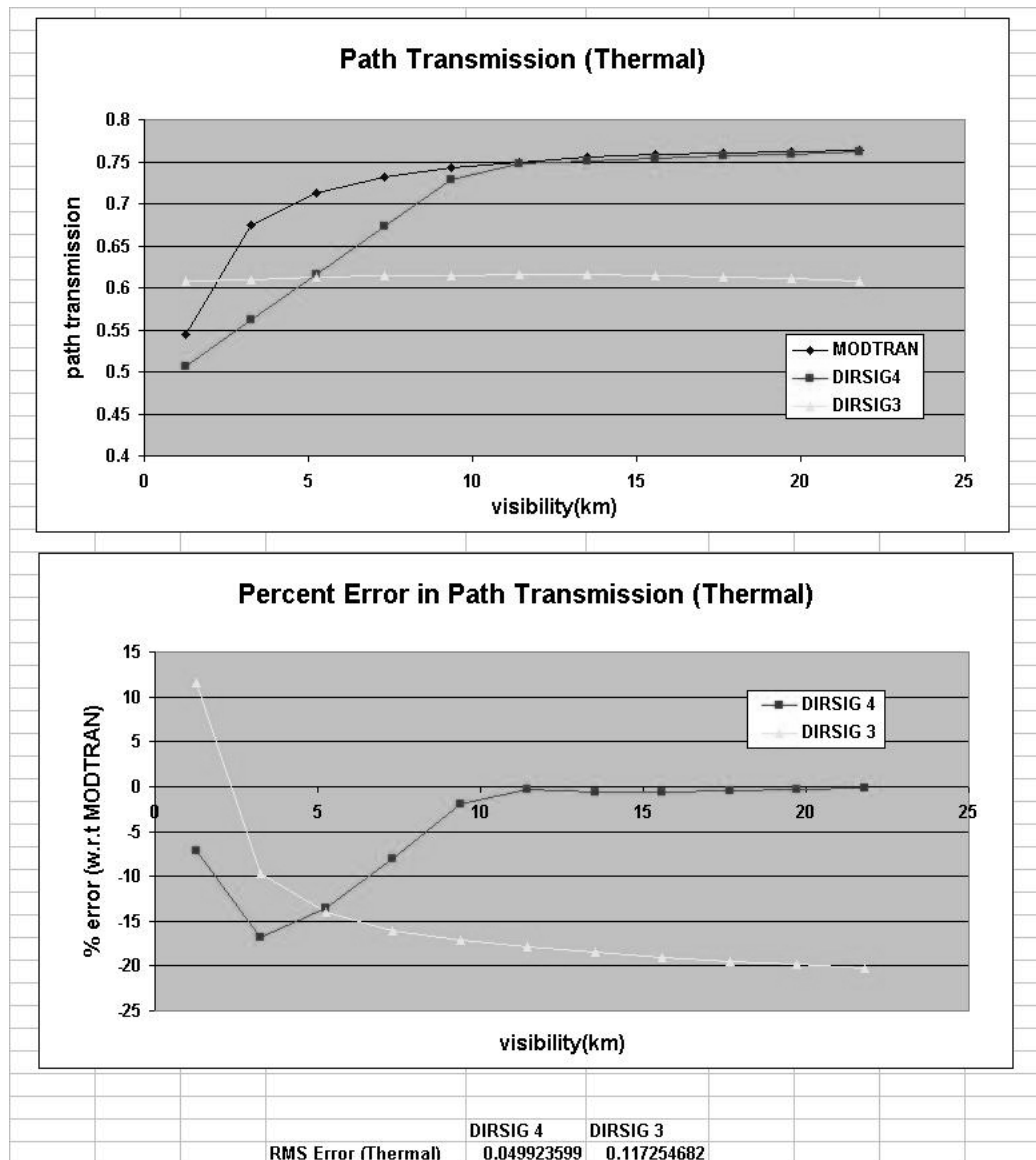 Path Transmission (Thermal)
path transmission
0.8
0.75
0.7
0.65
0.6
0.55
0.5
0.45
0.4
0
5
10
15
20
25
visibility(km)
MODTRAN
DIRSIG4
DIRSIG3
Percent Error in Path Transmission (Thermal)
% error (w.r.t MODTRAN)
15
10
5
0
-5
-10
-15
-20
-25
0
5
10
15
20
25
visibility(km)
DIRSIG 4
DIRSIG 3
DIRSIG 4 DIRSIG 3
RMS Error (Thermal) 0.049923599 0.117254682